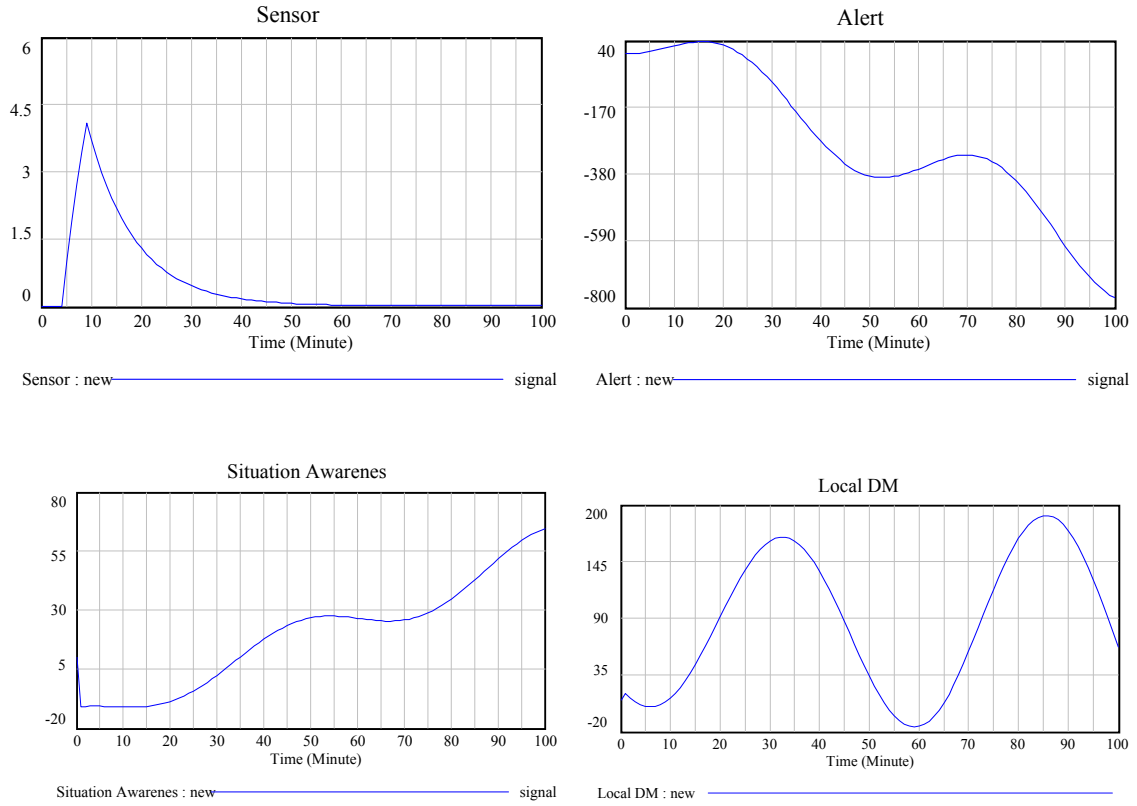 Sensor
6
4.5
3
1.5
0
0 10 20 30 40 50 60 70 80 90 100
Time (Minute)
Sensor : new signal
Alert
40
-170
-380
-590
-800
0 10 20 30 40 50 60 70 80 90 100
Time (Minute)
Alert : new signal
Situation Awarenes
80
55
30
5
-20
0 10 20 30 40 50 60 70 80 90 100
Time (Minute)
Situation Awarenes : new signal
Local DM
200
145
90
35
-20
0 10 20 30 40 50 60 70 80 90 100
Time (Minute)
Local DM : new